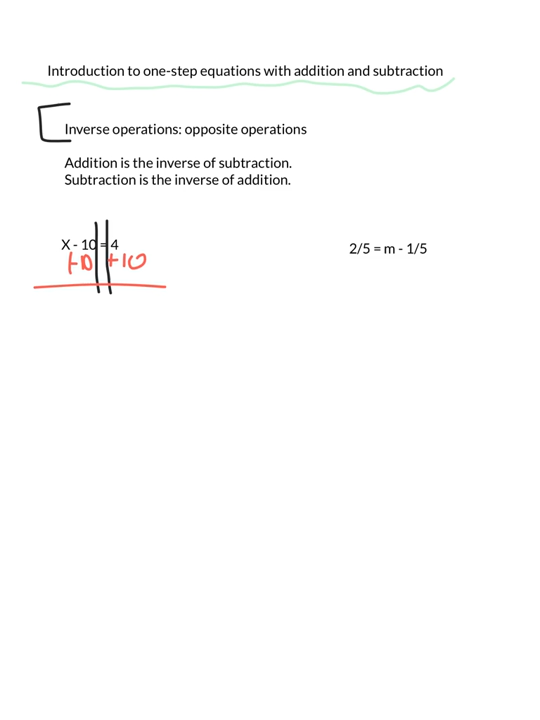 Introduction to one-step equations with addition and subtraction
Inverse operations: opposite operations
Addition is the inverse of subtraction.
Subtraction is the inverse of addition.
X - 10 = 4
+10 +10
2/5 = m - 1/5